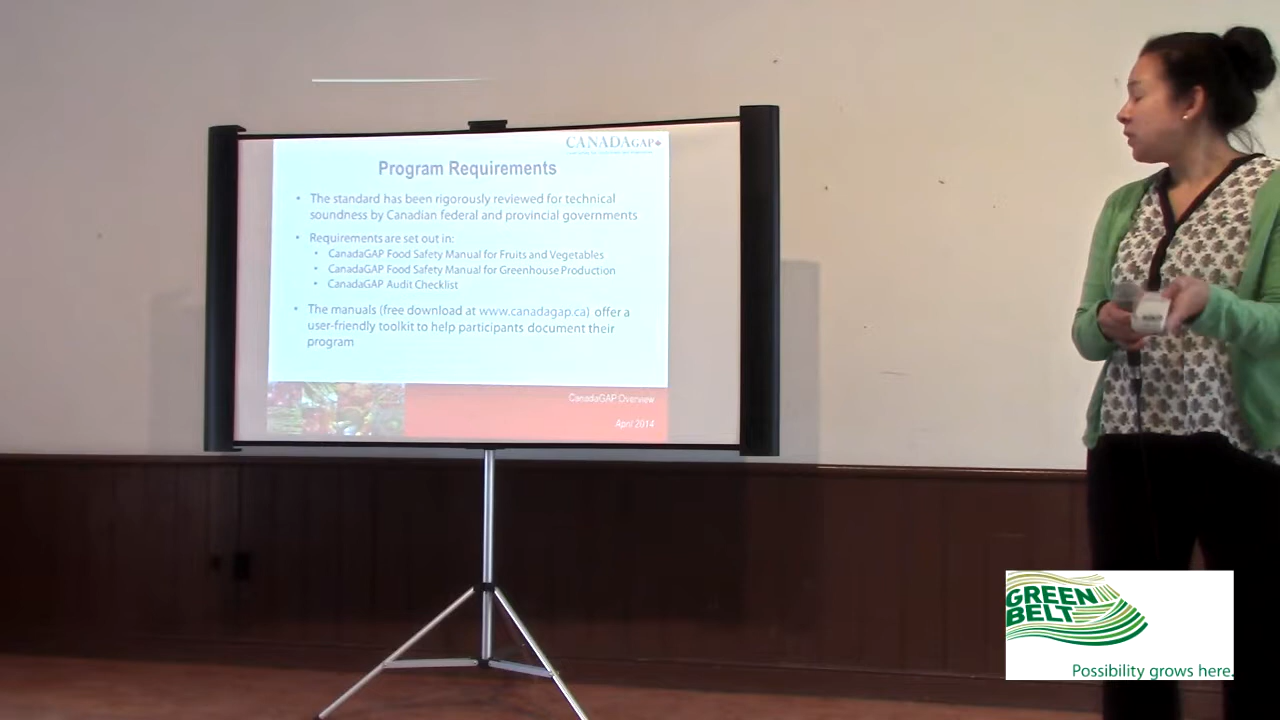 CANADAGAP
Program Requirements
• The standard has been rigorously reviewed for technical
soundness by Canadian federal and provincial governments
• Requirements are set out in:
• CanadaGAP Food Safety Manual for Fruits and Vegetables
• CanadaGAP Food Safety Manual for Greenhouse Production
• CanadaGAP Audit Checklist
• The manuals (free download at www.canadagap.ca) offer a
user-friendly toolkit to help participants document their
program
CanadaGAP Overview
April 2014
GREEN
BELT
Possibility grows here.